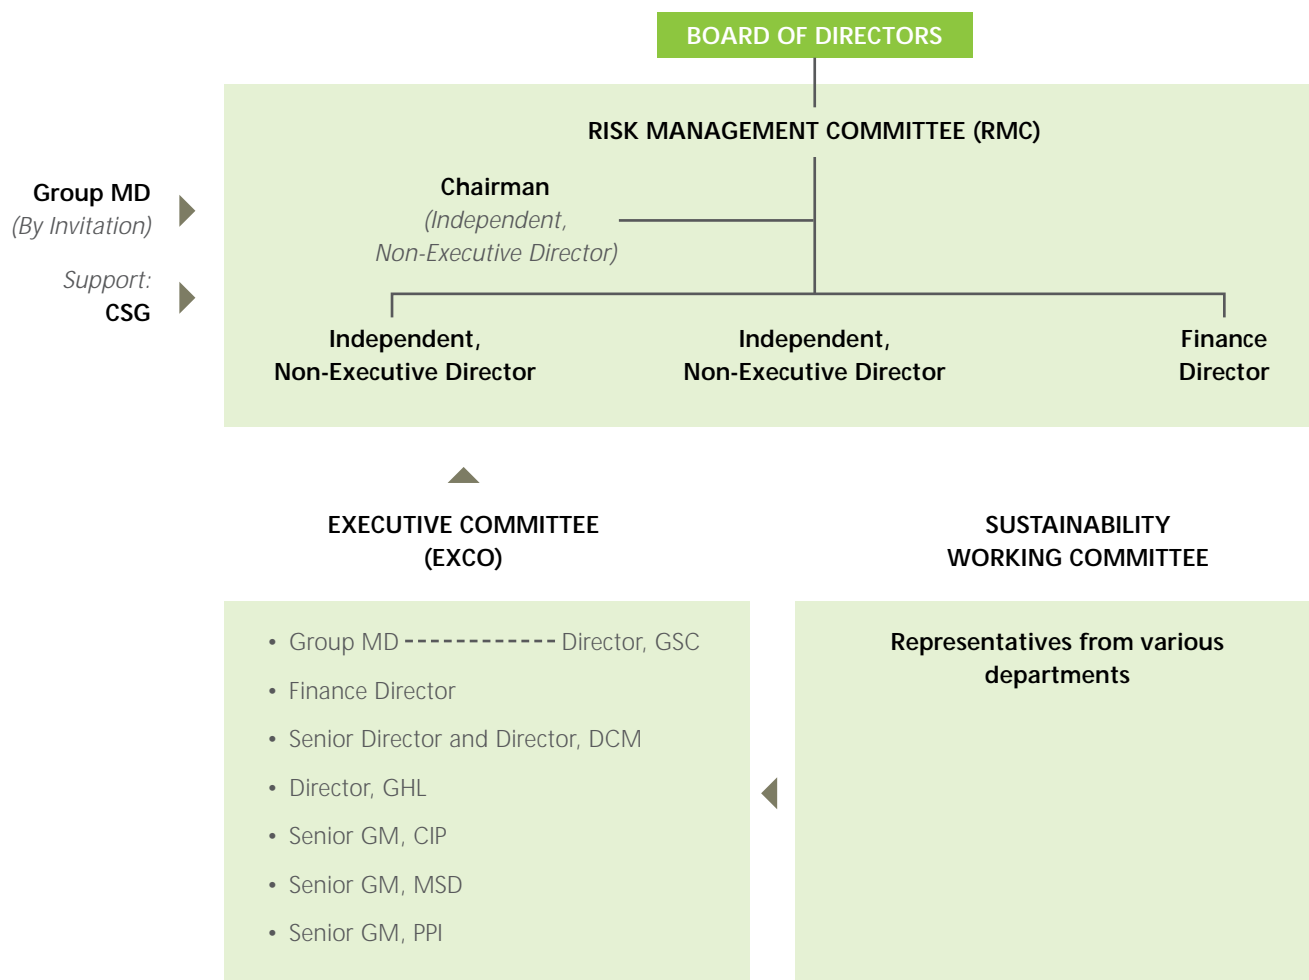 BOARD OF DIRECTORS
RISK MANAGEMENT COMMITTEE (RMC)
Group MD
(By Invitation)
Support:
CSG
Chairman
(Independent,
Non-Executive Director)
Independent,
Non-Executive Director
Independent,
Non-Executive Director
Finance
Director
EXECUTIVE COMMITTEE
(EXCO)
• Group MD ------------ Director, GSC
• Finance Director
• Senior Director and Director, DCM
• Director, GHL
• Senior GM, CIP
• Senior GM, MSD
• Senior GM, PPI
SUSTAINABILITY
WORKING COMMITTEE
Representatives from various
departments